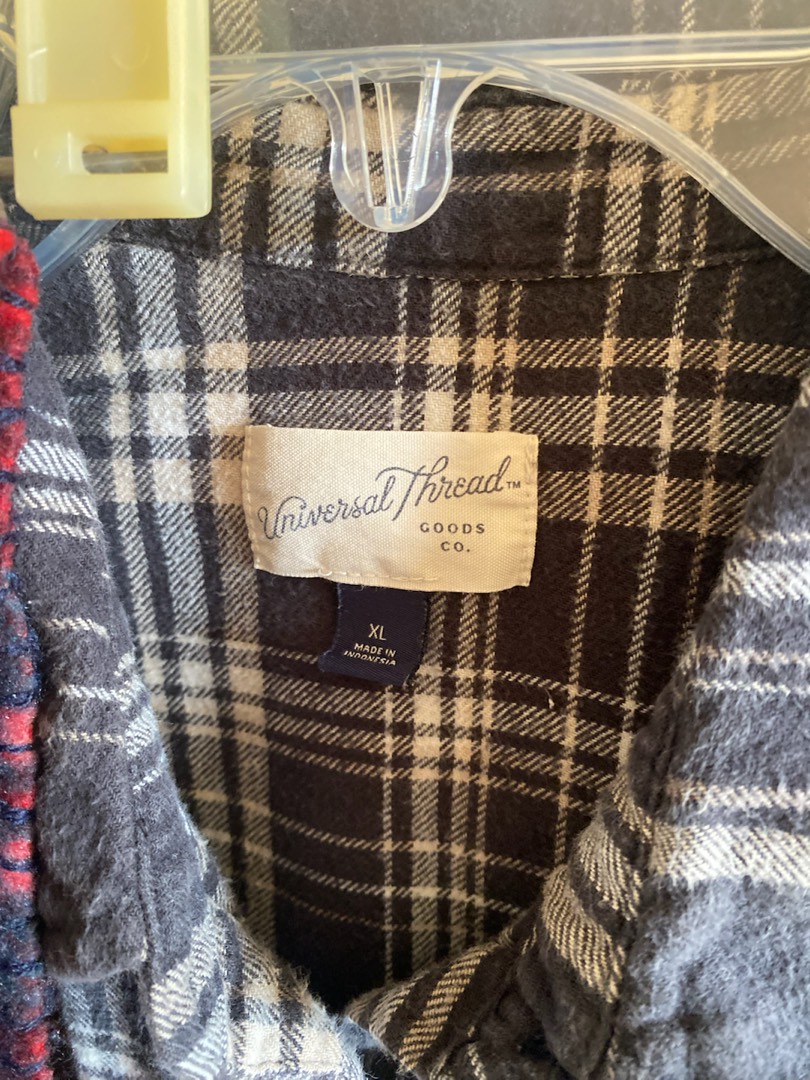 Universal Thread™
GOODS
CO.
XL
MADE IN
INDONESIA